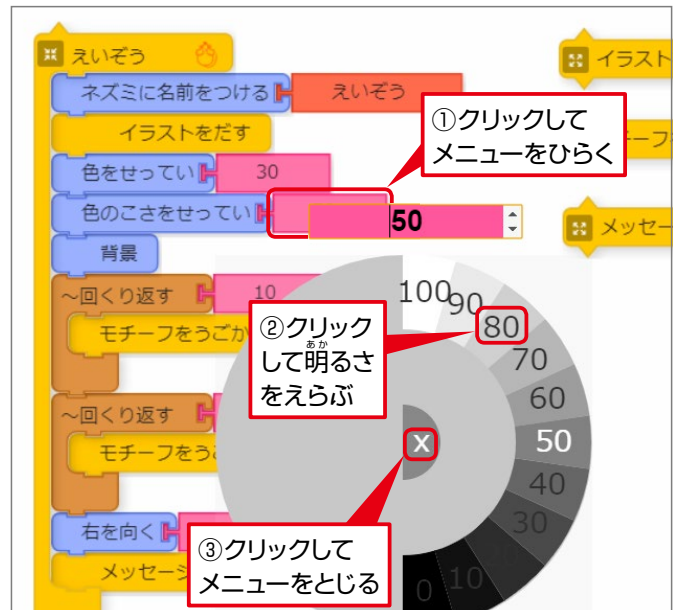 えいぞう
イラスト
ネズミに名前をつける
えいぞう
イラストをだす
①クリックして
メニューをひらく
チーフ
色をせってい
30
色のこさをせってい
50
メッセー
背景
～回くり返す
10
モチーフをうごか
②クリック
あか
して明るさ
をえらぶ
100
90
80
70
60
50
40
30
10
0
X
～回くり返す
モチーフをうご
右を向く
③クリックして
メニューをとじる
メッセージ